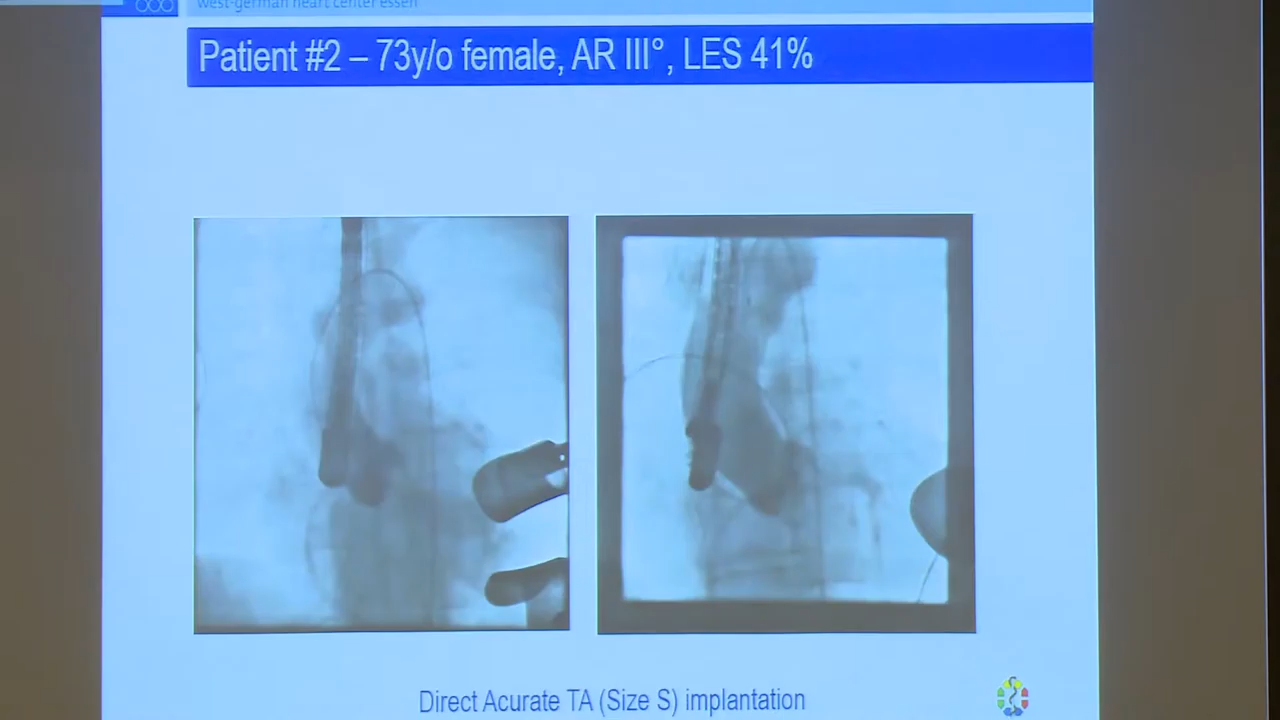 west-german heart center essen
Patient #2 – 73y/o female, AR III°, LES 41%
Direct Acurate TA (Size S) implantation